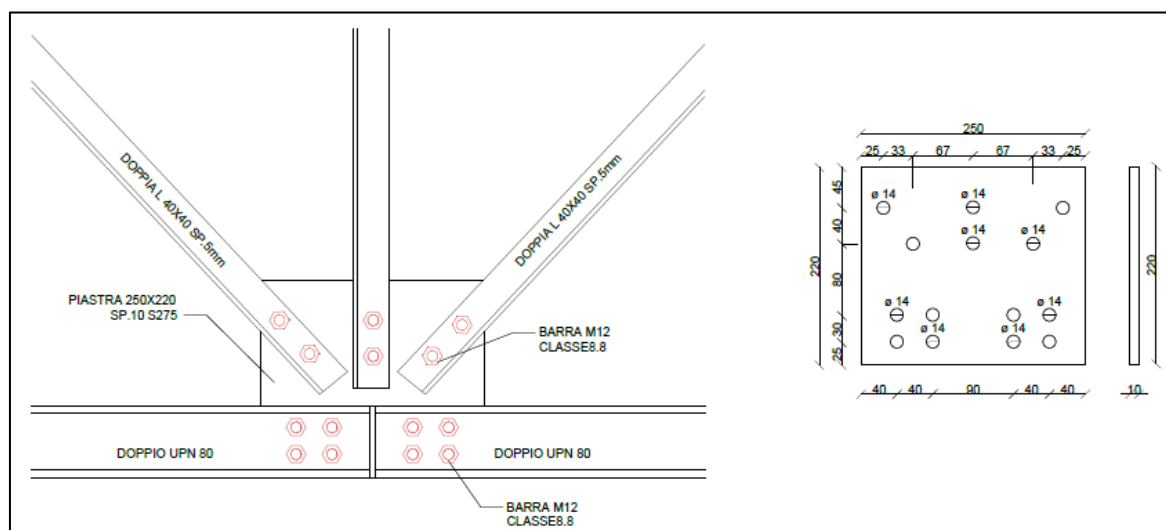 DOPPIA L 40X40 SP.5mm
DOPPIA L 40X40 SP.5mm
PIASTRA 250X220
SP.10 S275
BARRA M12
CLASSE8.8
DOPPIO UPN 80
DOPPIO UPN 80
BARRA M12
CLASSE8.8
250
25 33 67 67 33 25
45
40
80
30
25
220
ø 14
ø 14
ø 14
ø 14
ø 14
ø 14
ø 14
ø 14
220
40 40 90 40 40
10